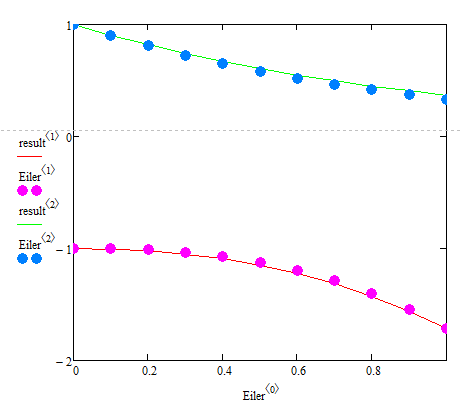 1
0
−1
−2
result⟨1⟩
Eiler⟨1⟩
result⟨2⟩
Eiler⟨2⟩
0 0.2 0.4 0.6 0.8
Eiler⟨0⟩